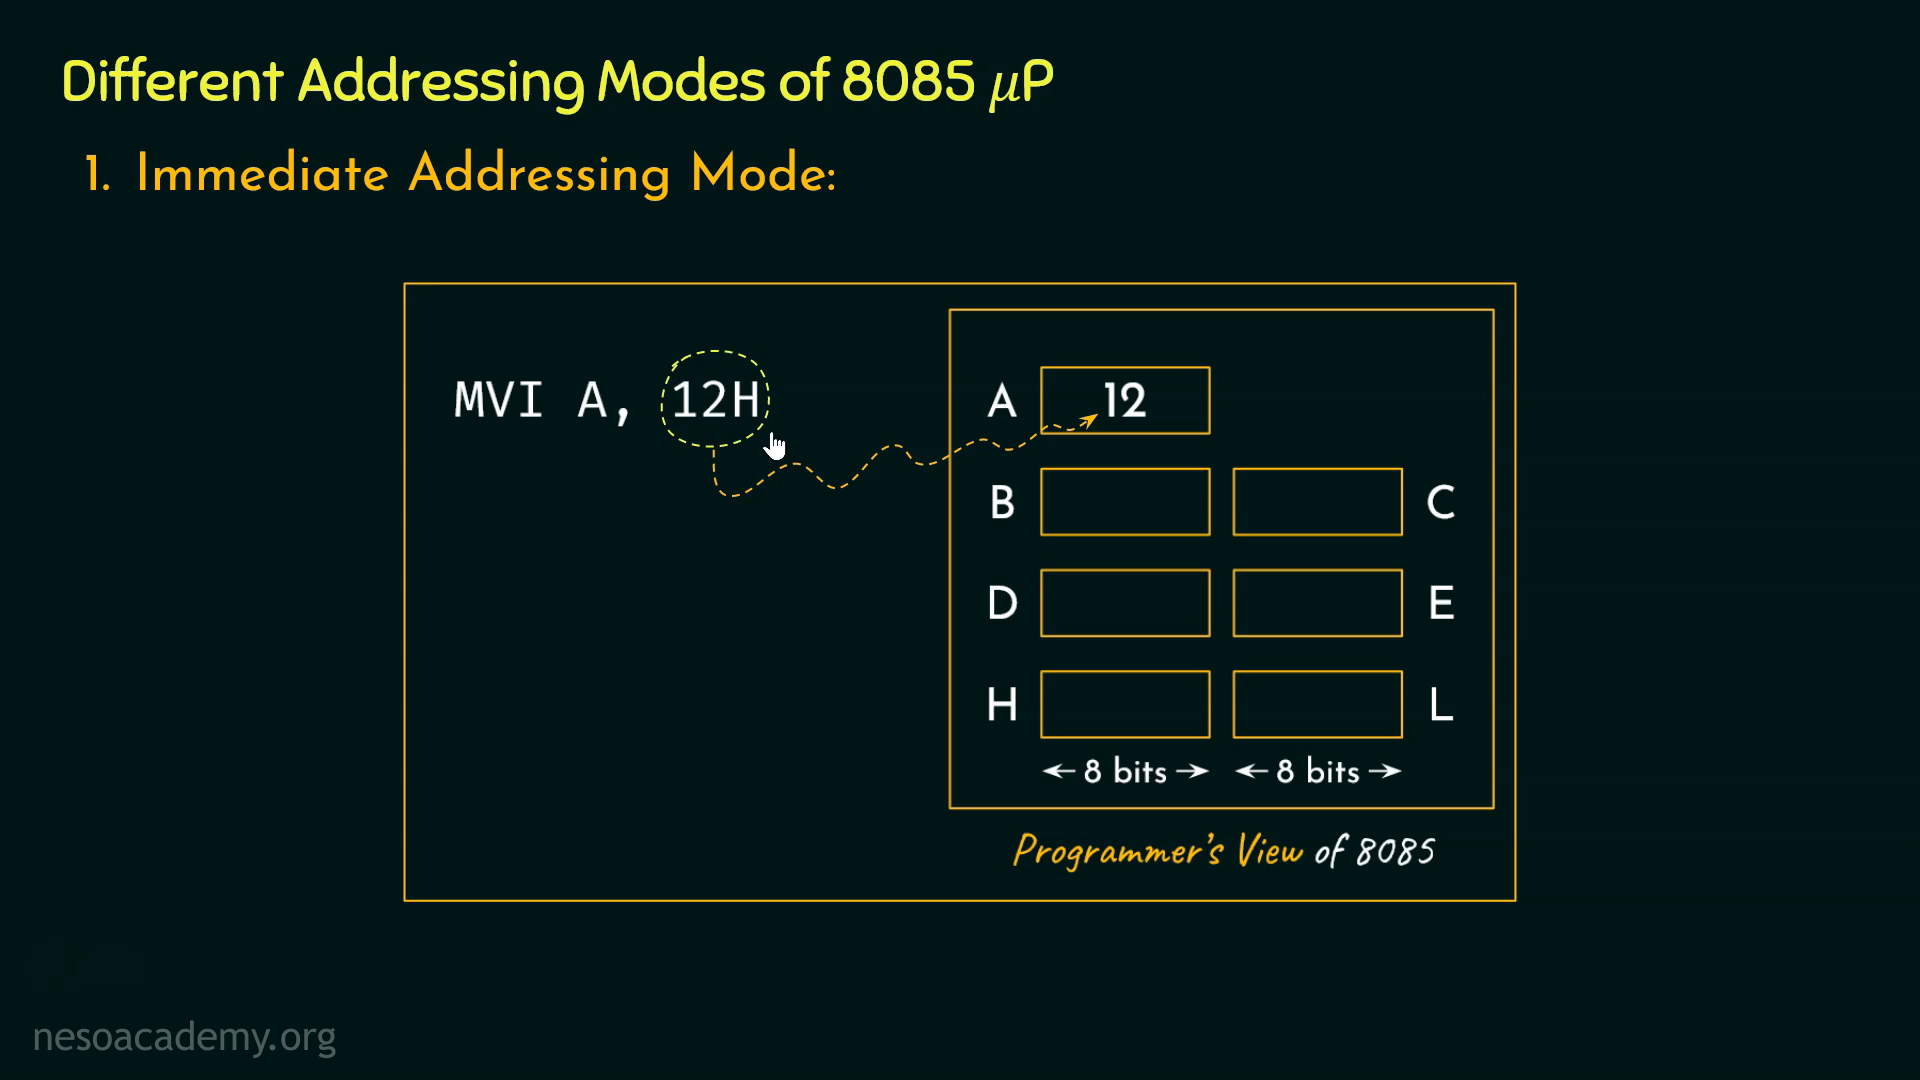 Different Addressing Modes of 8085 μP
1. Immediate Addressing Mode:
MVI A, 12H
A 12
B C
D E
H L
8 bits 8 bits
Programmer's View of 8085
nesoacademy.org